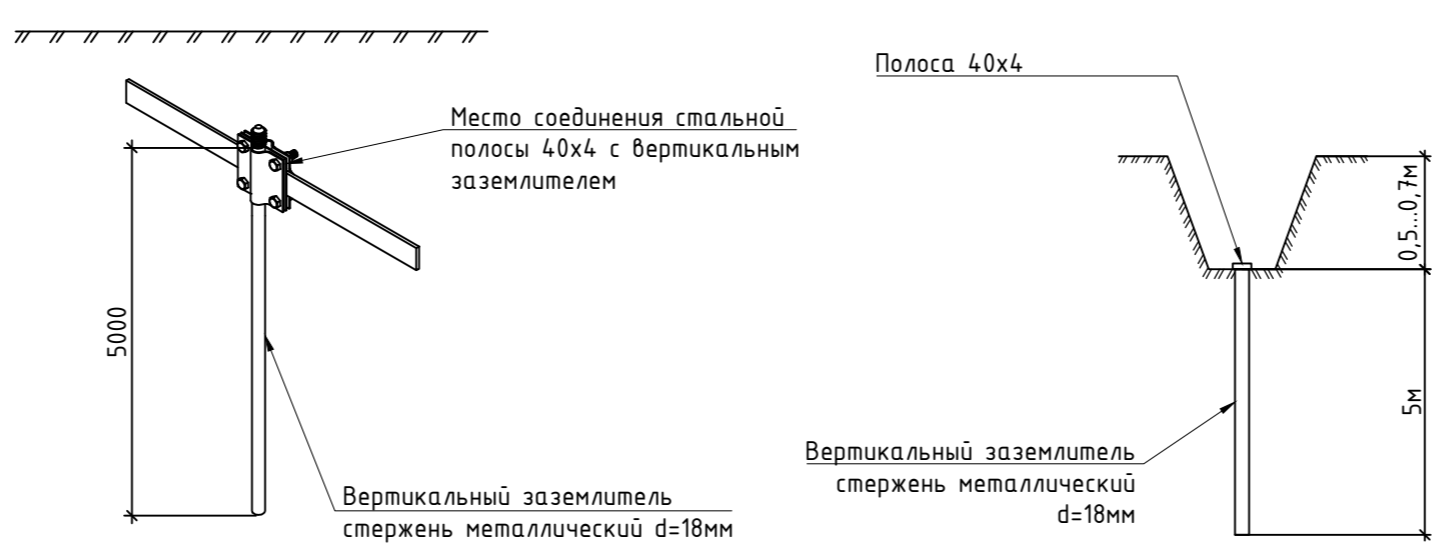 Место соединения стальной
полосы 40х4 с вертикальным
заземлителем
5000
Вертикальный заземлитель
стержень металлический d=18мм
Полоса 40х4
0,5...0,7м
5м
Вертикальный заземлитель
стержень металлический
d=18мм